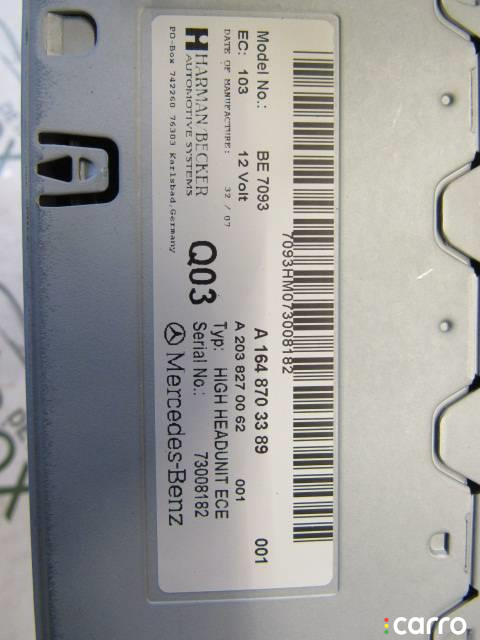 Model No.: BE 7093 A 164 870 33 89 001
EC: 103 12 Volt A 203 827 00 62 001
DATE OF MANUFACTURE: 32 / 07
Typ: HIGH HEADUNIT ECE
HARMAN/BECKER
AUTOMOTIVE SYSTEMS
Q03
Serial No.: 73008182
PO-Box 742260 76303 Karlsbad,Germany
Mercedes-Benz
7093HM073008182
carro